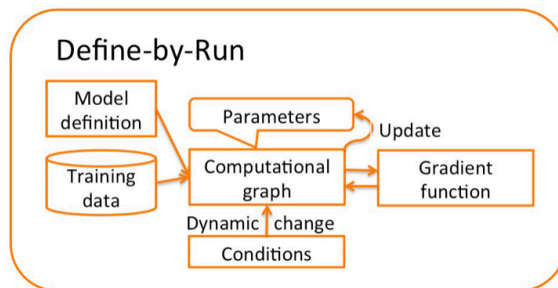 Define-by-Run
Model
definition
Parameters
Update
Training
data
Computational
graph
Gradient
function
Dynamic change
Conditions